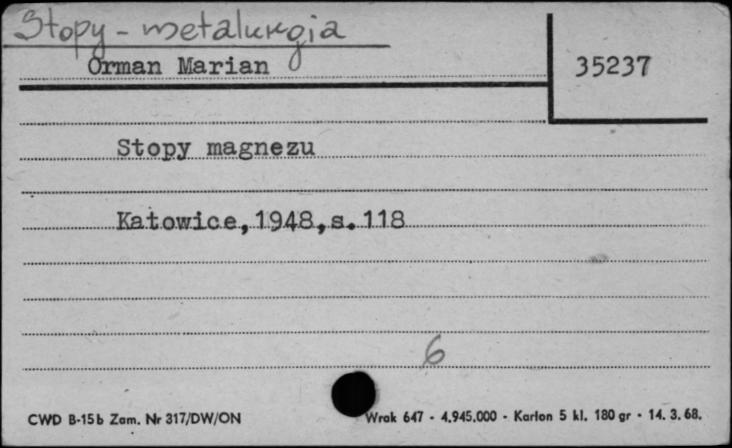 Stopy - metalurgia
Orman Marian
35237
Stopy magnezu
Katowice, 1948, s. 118
6
CWD B-15b Zam. Nr 317/DW/ON
Wrak 647 - 4.945.000 - Karton 5 kl. 180 gr - 14. 3. 68.